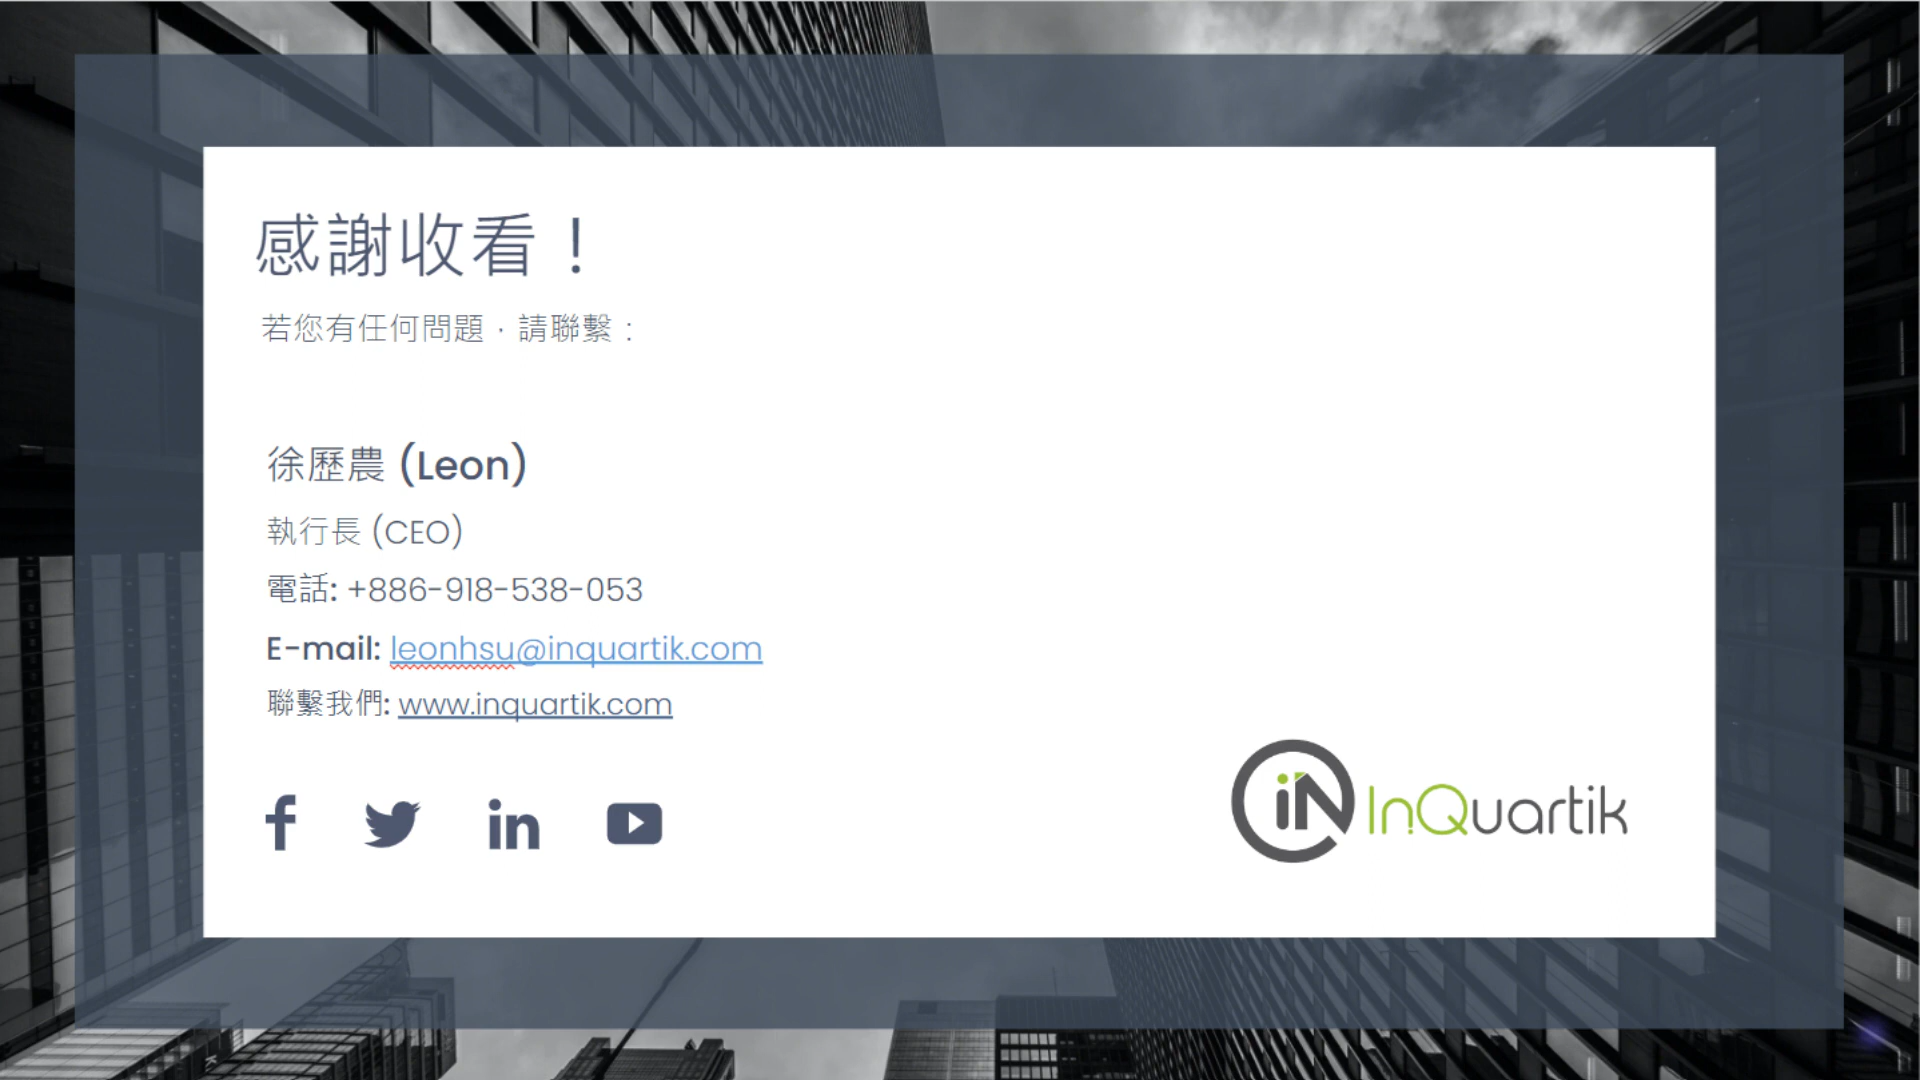 感謝收看！
若您有任何問題，請聯繫：
徐歷農 (Leon)
執行長 (CEO)
電話: +886-918-538-053
E-mail: leonhsu@inquartik.com
聯繫我們: www.inquartik.com
iN InQuartik